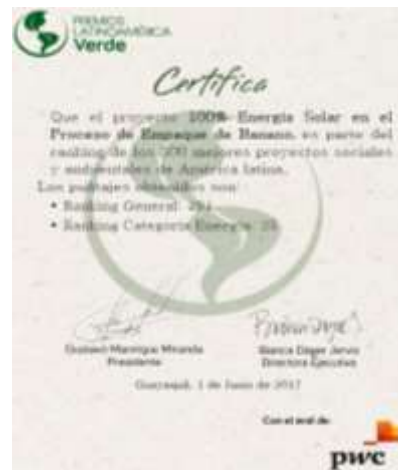 PREMIOS
LATINOAMÉRICA
Verde
Certifica
Que el proyecto 100% Energía Solar en el
Proceso de Empaque de Banano, es parte del
ranking de los 500 mejores proyectos sociales
y ambientales de América latina.
Los puntajes obtenidos son:
• Ranking General:
• Ranking Categoría Energía:
Gustavo Manrique Miranda
Presidente
Bianca Dager Jervis
Directora Ejecutiva
Guayaquil, 1 de Junio de 2017
Con el aval de:
pwc